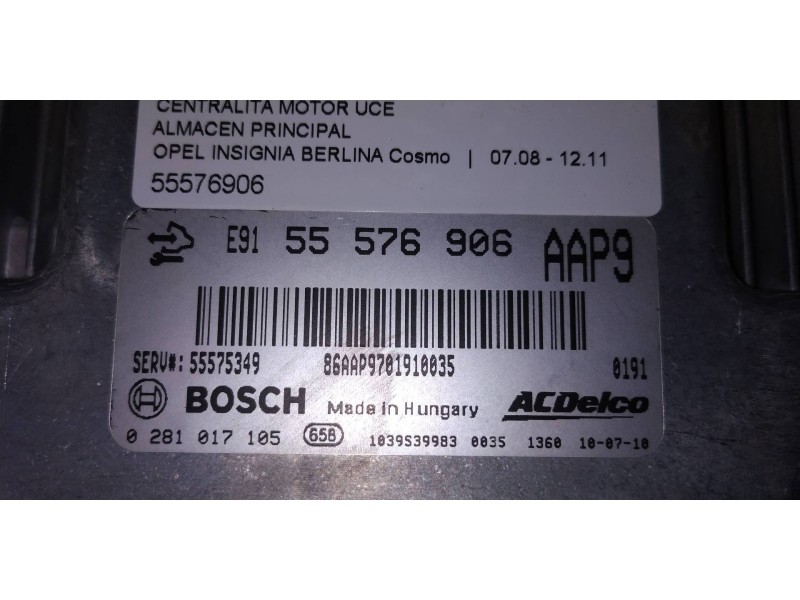 CENTRALITA MOTOR UCE
ALMACEN PRINCIPAL
OPEL INSIGNIA BERLINA Cosmo | 07.08 - 12.11
55576906
E91 55 576 906 AAP9
SERV#: 55575349 86AAP9701910035 0191
BOSCH Made in Hungary ACDelco
0 281 017 105 658 1039S39983 0035 1360 10-07-10